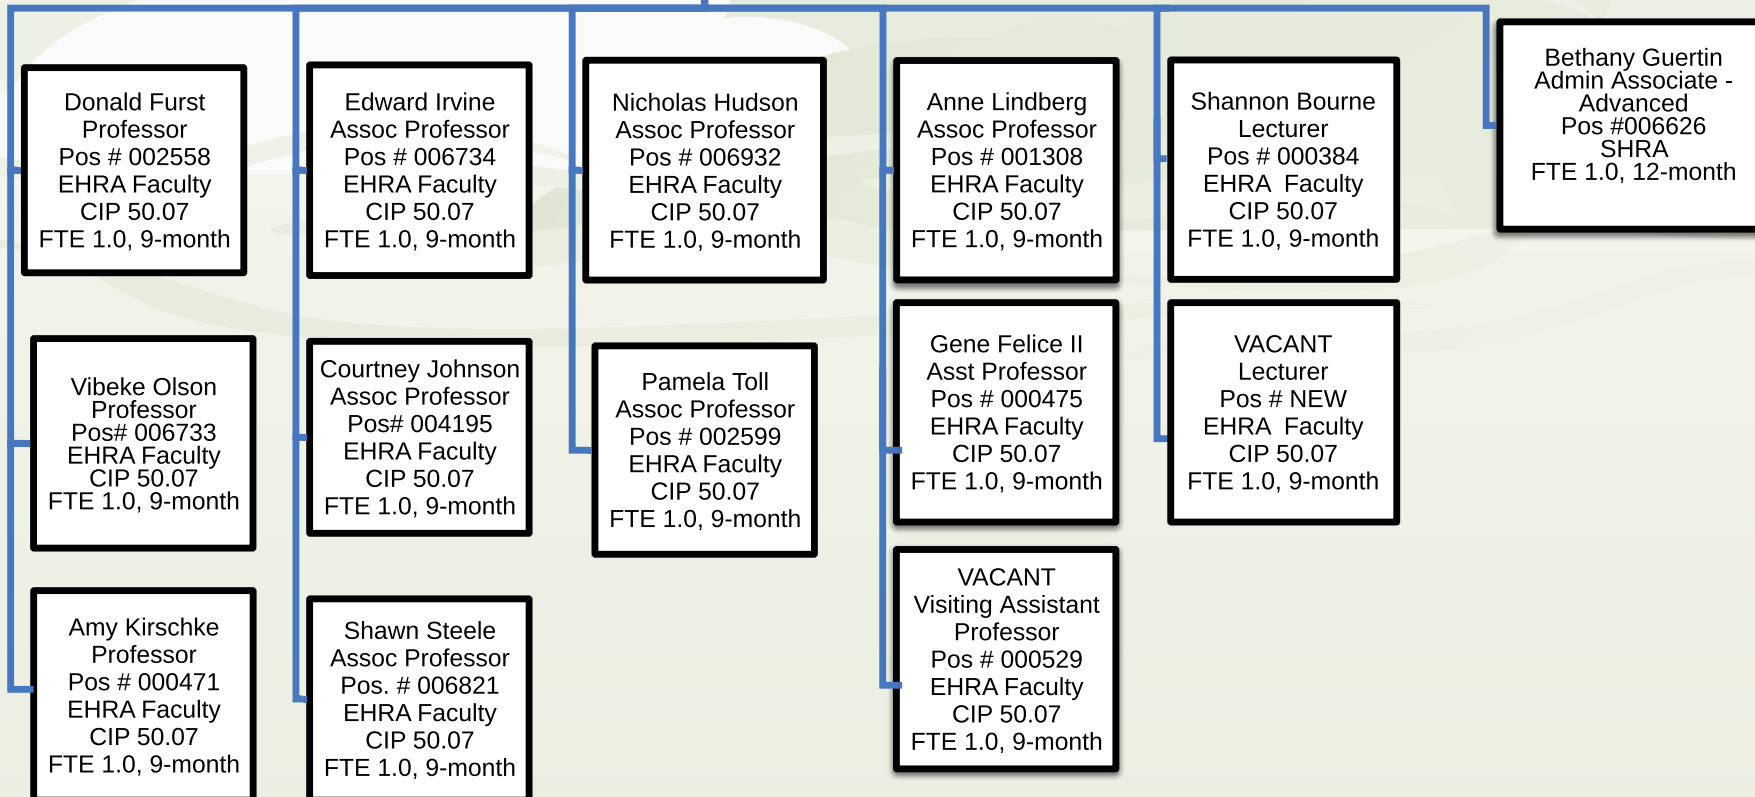 Donald Furst
Professor
Pos # 002558
EHRA Faculty
CIP 50.07
FTE 1.0, 9-month
Vibeke Olson
Professor
Pos# 006733
EHRA Faculty
CIP 50.07
FTE 1.0, 9-month
Amy Kirschke
Professor
Pos # 000471
EHRA Faculty
CIP 50.07
FTE 1.0, 9-month
Edward Irvine
Assoc Professor
Pos # 006734
EHRA Faculty
CIP 50.07
FTE 1.0, 9-month
Courtney Johnson
Assoc Professor
Pos# 004195
EHRA Faculty
CIP 50.07
FTE 1.0, 9-month
Shawn Steele
Assoc Professor
Pos. # 006821
EHRA Faculty
CIP 50.07
FTE 1.0, 9-month
Nicholas Hudson
Assoc Professor
Pos # 006932
EHRA Faculty
CIP 50.07
FTE 1.0, 9-month
Pamela Toll
Assoc Professor
Pos # 002599
EHRA Faculty
CIP 50.07
FTE 1.0, 9-month
Anne Lindberg
Assoc Professor
Pos # 001308
EHRA Faculty
CIP 50.07
FTE 1.0, 9-month
Gene Felice II
Asst Professor
Pos # 000475
EHRA Faculty
CIP 50.07
FTE 1.0, 9-month
VACANT
Visiting Assistant
Professor
Pos # 000529
EHRA Faculty
CIP 50.07
FTE 1.0, 9-month
Shannon Bourne
Lecturer
Pos # 000384
EHRA  Faculty
CIP 50.07
FTE 1.0, 9-month
VACANT
Lecturer
Pos # NEW
EHRA  Faculty
CIP 50.07
FTE 1.0, 9-month
Bethany Guertin
Admin Associate -
Advanced
Pos #006626
SHRA
FTE 1.0, 12-month